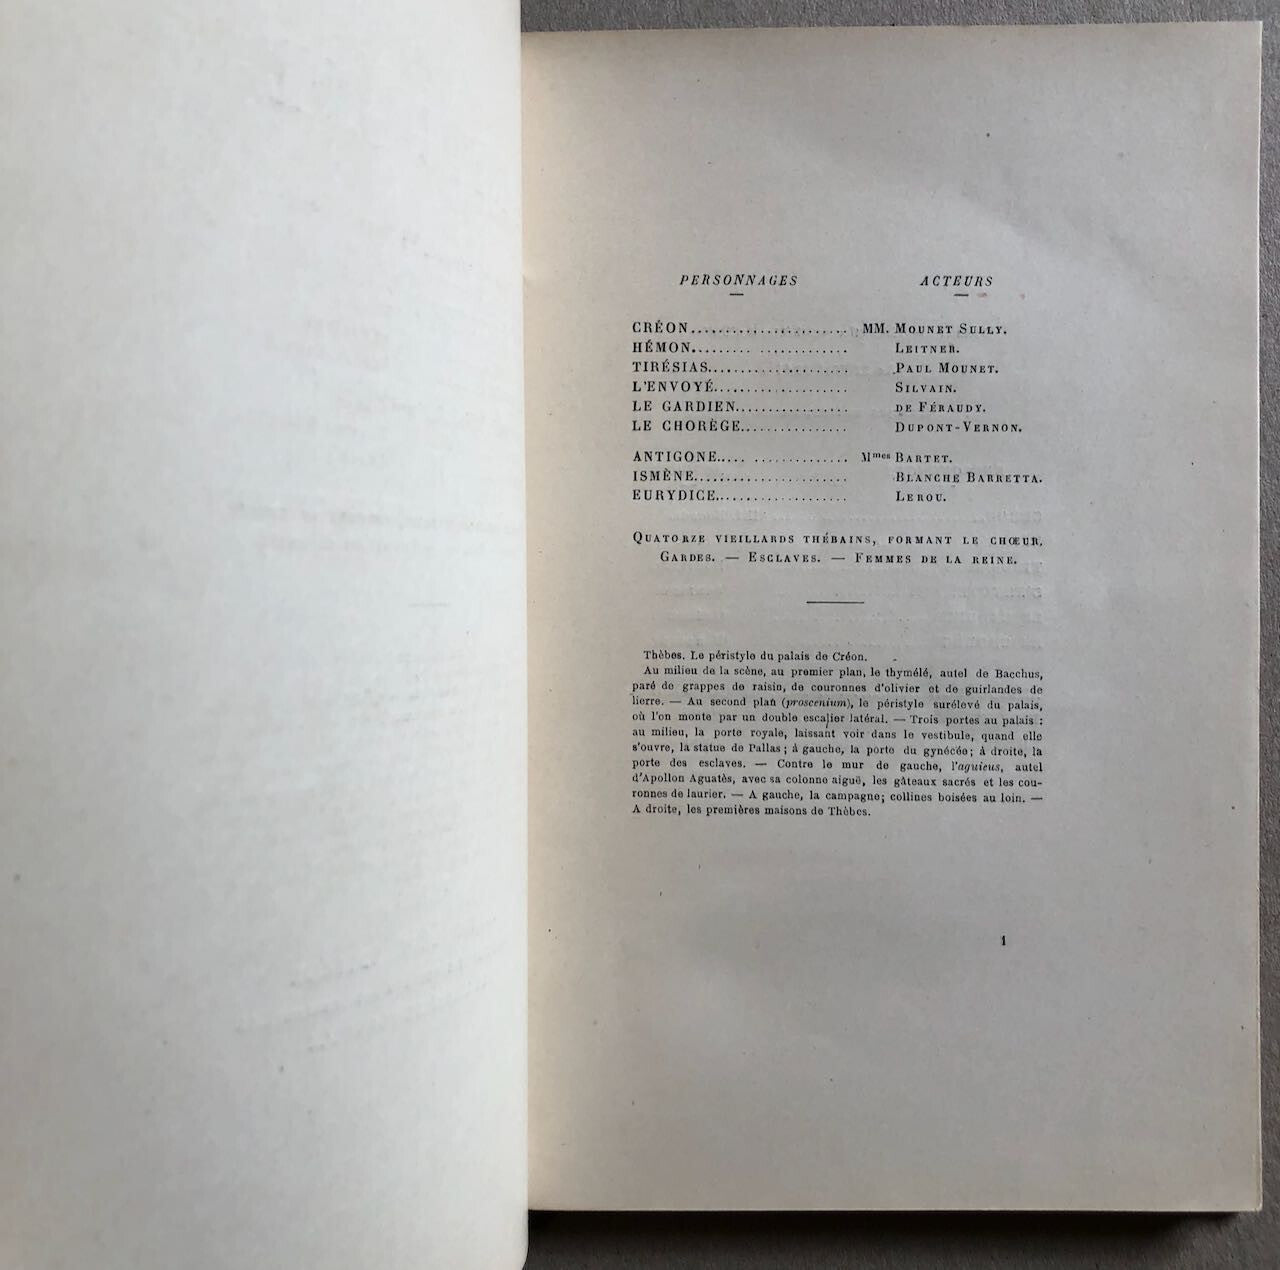 PERSONNAGES ACTEURS
CRÉON........................ MM. MOUNET SULLY.
HÉMON......... .............. LEITNER.
TIRÉSIAS..................... PAUL MOUNET.
L'ENVOYÉ.................... SILVAIN.
LE GARDIEN................. DE FÉRAUDY.
LE CHORÈGE................ DUPONT-VERNON.
ANTIGONE..... .............. Mmes BARTET.
ISMÈNE....................... BLANCHE BARRETTA.
EURYDICE.................... LEROU.
QUATORZE VIEILLARDS THÉBAINS, FORMANT LE CHŒUR,
GARDES. — ESCLAVES. — FEMMES DE LA REINE.
Thèbes. Le péristyle du palais de Créon.
Au milieu de la scène, au premier plan, le thymélé, autel de Bacchus,
paré de grappes de raisin, de couronnes d'olivier et de guirlandes de
lierre. — Au second plan (proscenium), le péristyle surélevé du palais,
où l'on monte par un double escalier latéral. — Trois portes au palais :
au milieu, la porte royale, laissant voir dans le vestibule, quand elle
s'ouvre, la statue de Pallas ; à gauche, la porte du gynécée ; à droite, la
porte des esclaves. — Contre le mur de gauche, l'aguieus, autel
d'Apollon Aguatès, avec sa colonne aiguë, les gâteaux sacrés et les cou-
ronnes de laurier. — A gauche, la campagne; collines boisées au loin. —
A droite, les premières maisons de Thèbes.
1